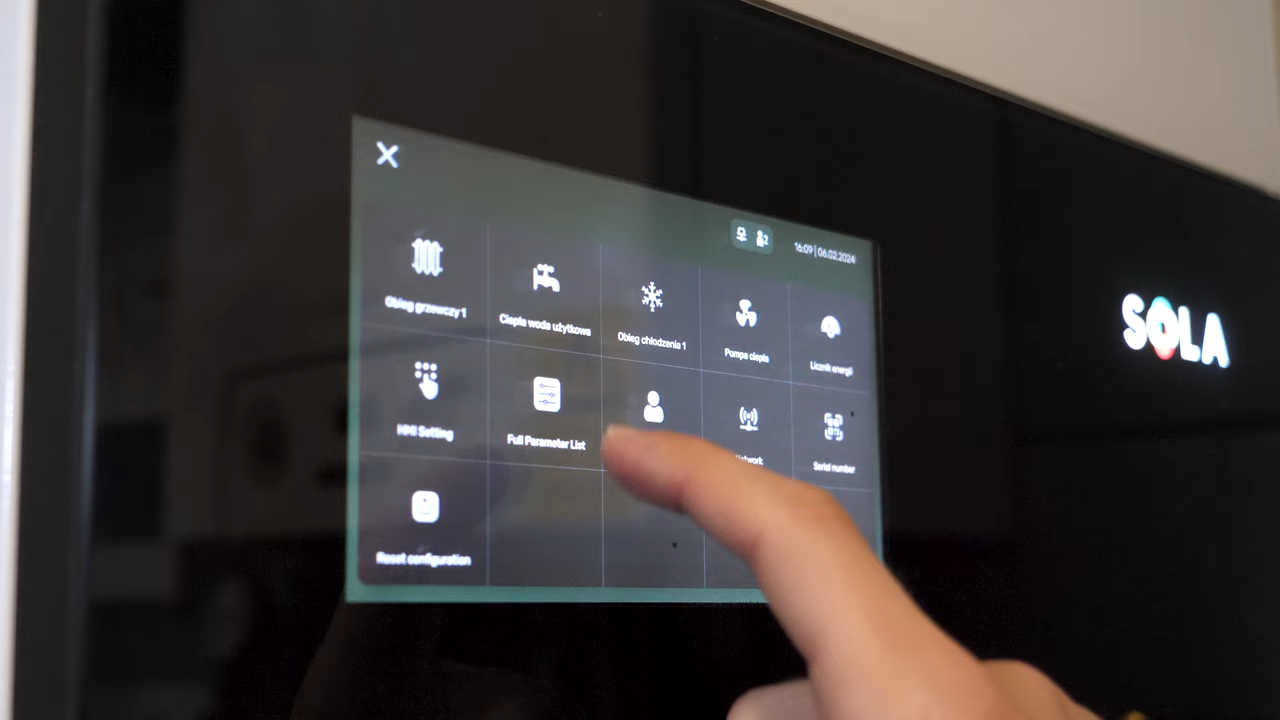 2
16:09 | 06.02.2024
Obieg grzewczy 1
Ciepła woda użytkowa
Obieg chłodzenia 1
Pompa ciepła
Licznik energii
SOLA
HMI Setting
Full Parameter List
Serial number
Reset configuration